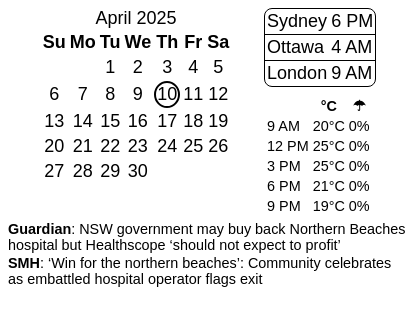 April 2025
Su Mo Tu We Th Fr Sa
1 2 3 4 5
6 7 8 9 10 11 12
13 14 15 16 17 18 19
20 21 22 23 24 25 26
27 28 29 30
Sydney 6 PM
Ottawa 4 AM
London 9 AM
°C ☂
9 AM 20°C 0%
12 PM 25°C 0%
3 PM 25°C 0%
6 PM 21°C 0%
9 PM 19°C 0%
Guardian: NSW government may buy back Northern Beaches
hospital but Healthscope ‘should not expect to profit’
SMH: ‘Win for the northern beaches’: Community celebrates
as embattled hospital operator flags exit